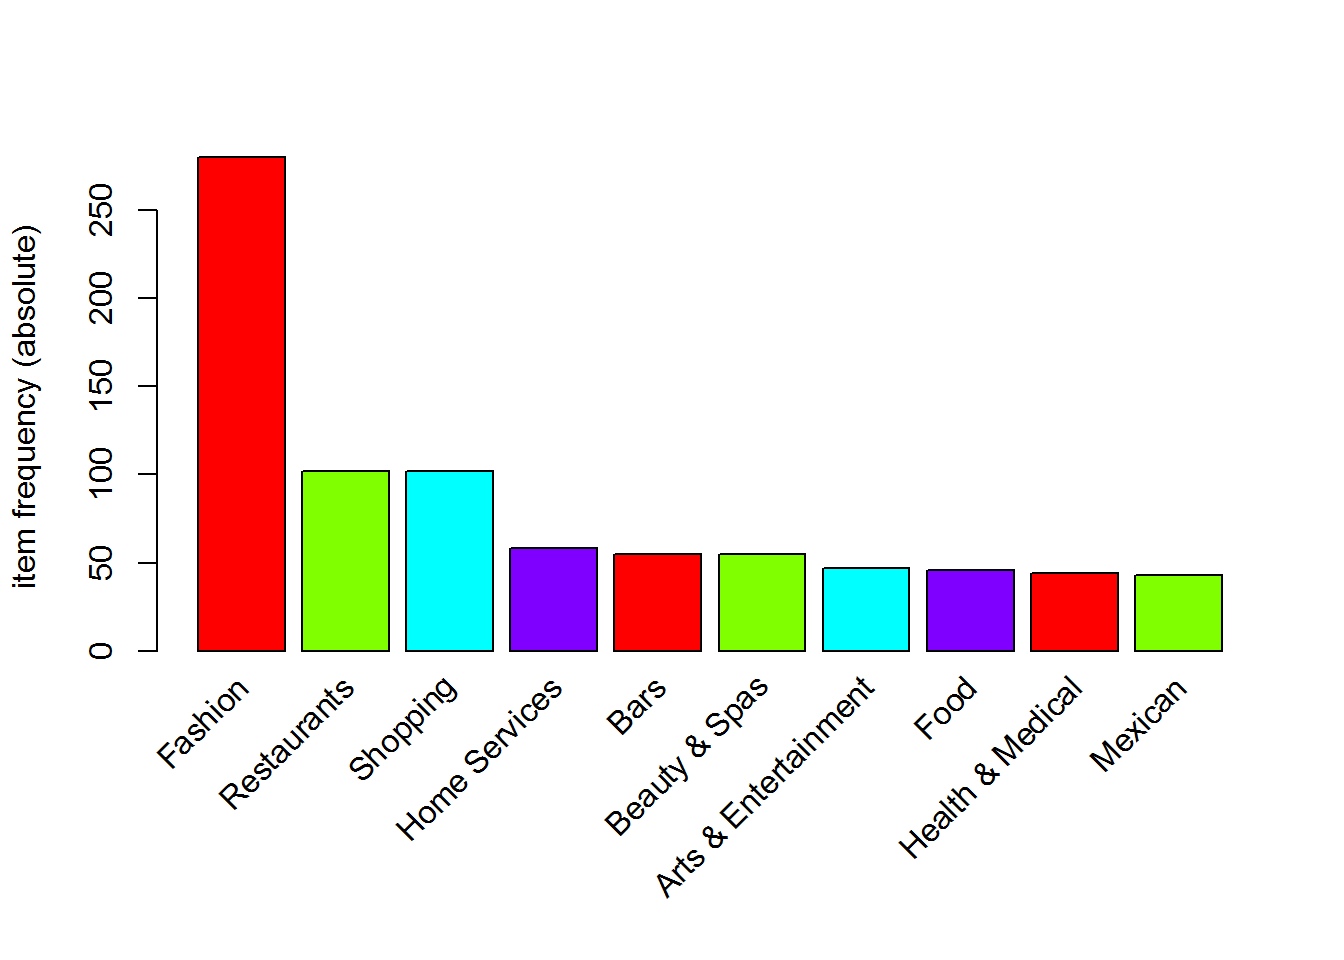 item frequency (absolute)
250
200
150
100
50
0
Fashion
Restaurants
Shopping
Home Services
Bars
Beauty & Spas
Arts & Entertainment
Food
Health & Medical
Mexican